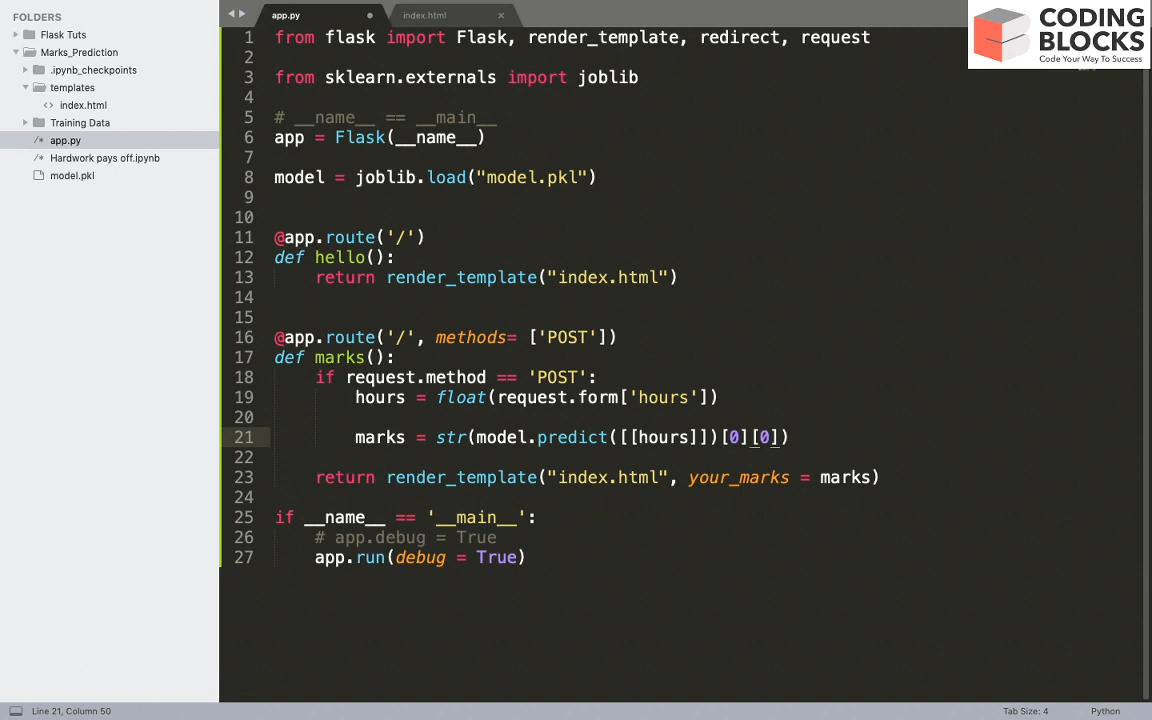 FOLDERS
Flask Tuts
Marks_Prediction
.ipynb_checkpoints
templates
index.html
Training Data
app.py
Hardwork pays off.ipynb
model.pkl
app.py
index.html
CODING
BLOCKS
Code Your Way To Success
1 from flask import Flask, render_template, redirect, request
2
3 from sklearn.externals import joblib
4
5 # __name__ == __main__
6 app = Flask(__name__)
7
8 model = joblib.load("model.pkl")
9
10
11 @app.route('/')
12 def hello():
13 return render_template("index.html")
14
15
16 @app.route('/', methods= ['POST'])
17 def marks():
18 if request.method == 'POST':
19 hours = float(request.form['hours'])
20
21 marks = str(model.predict([[hours]])[0][0])
22
23 return render_template("index.html", your_marks = marks)
24
25 if __name__ == '__main__':
26 # app.debug = True
27 app.run(debug = True)
Line 21, Column 50
Tab Size: 4
Python